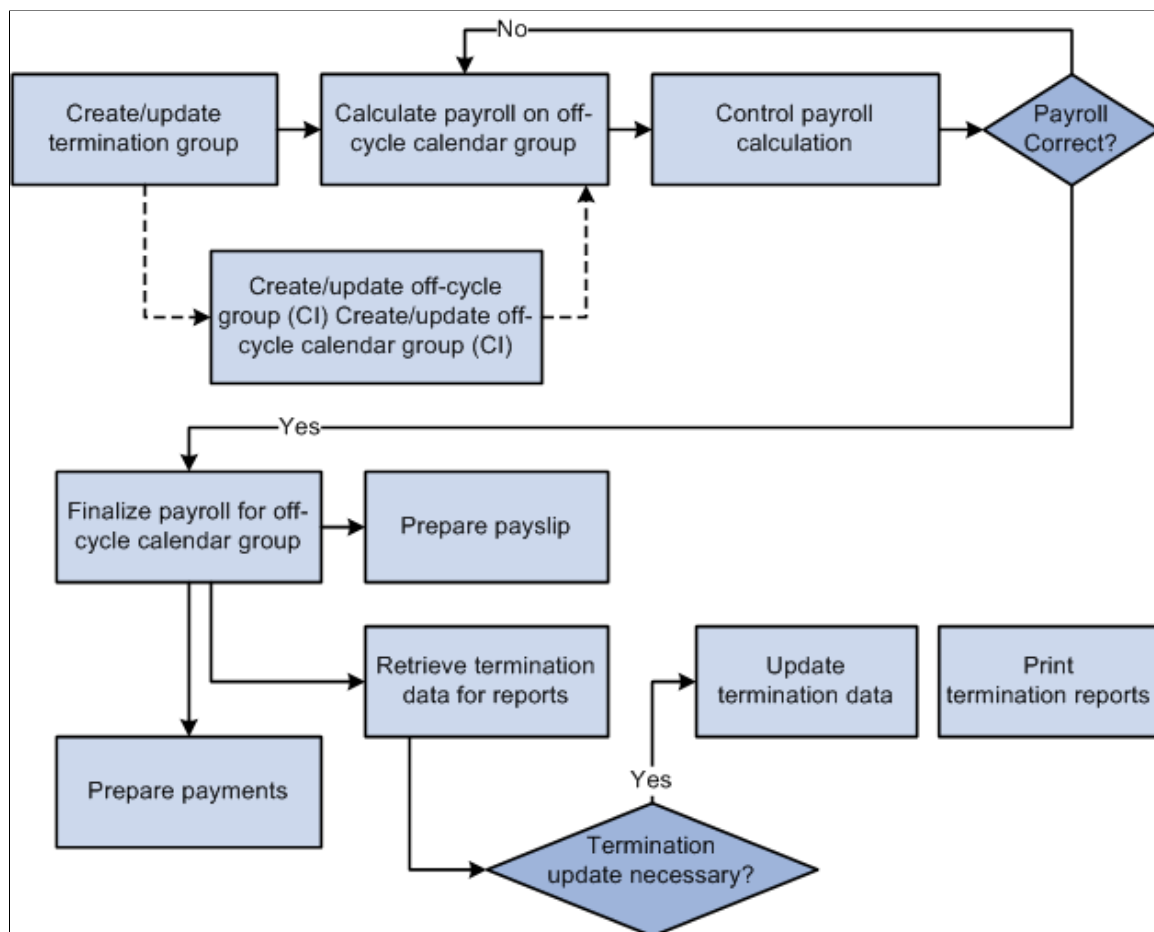 No
Create/update
termination group
Calculate payroll on off-
cycle calendar group
Control payroll
calculation
Payroll
Correct?
Create/update off-cycle
group (CI) Create/update off-
cycle calendar group (CI)
Yes
Finalize payroll for off-
cycle calendar group
Prepare payslip
Retrieve termination
data for reports
Update
termination data
Print
termination reports
Prepare payments
Yes
Termination
update necessary?